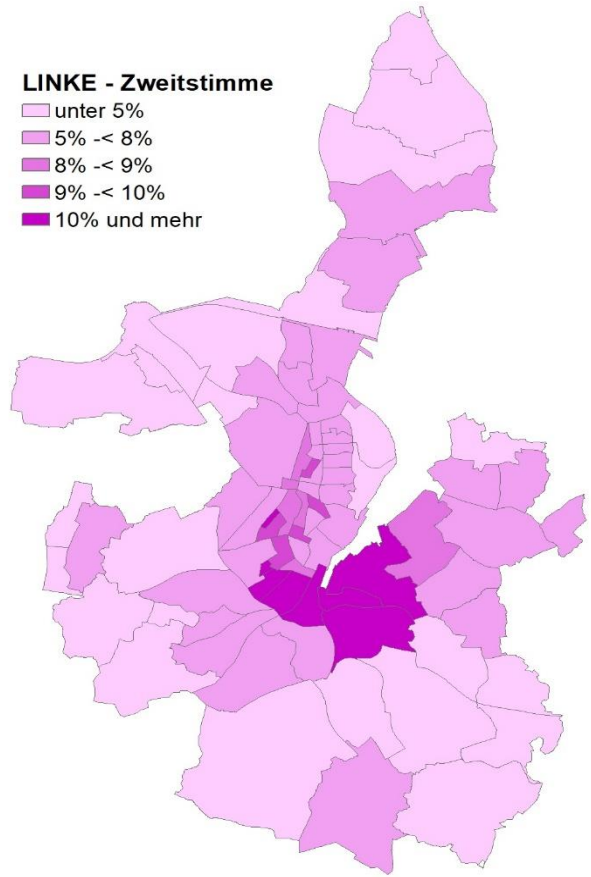 LINKE - Zweitstimme
unter 5%
5% -< 8%
8% -< 9%
9% -< 10%
10% und mehr